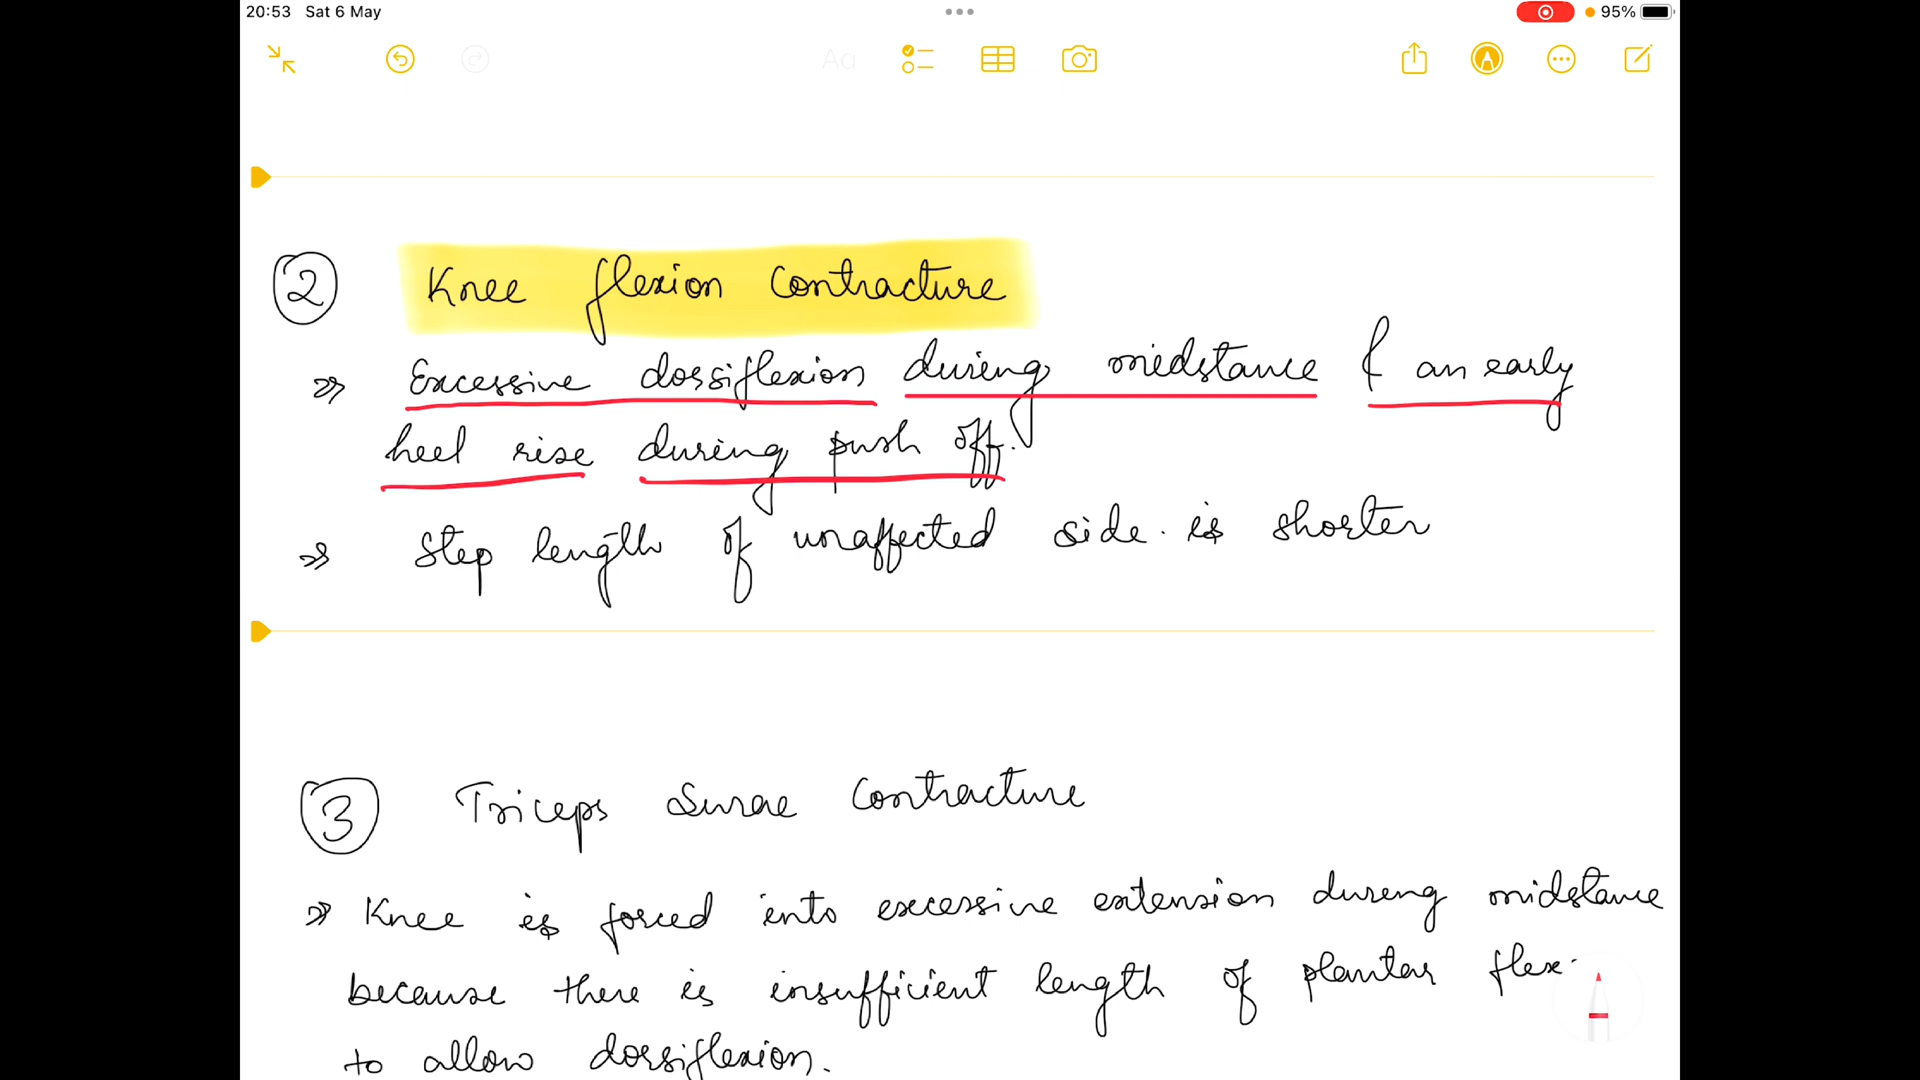 20:53 Sat 6 May
95%
Aa
2 Knee flexion contracture
⇒ Excessive dorsiflexion during midstance & an early
heel rise during push off.
⇒ Step length of unaffected side. is shorter
3 Triceps Surae Contracture
⇒ Knee is forced into excessive extension during midstance
because there is insufficient length of plantar flex.
to allow dorsiflexion.